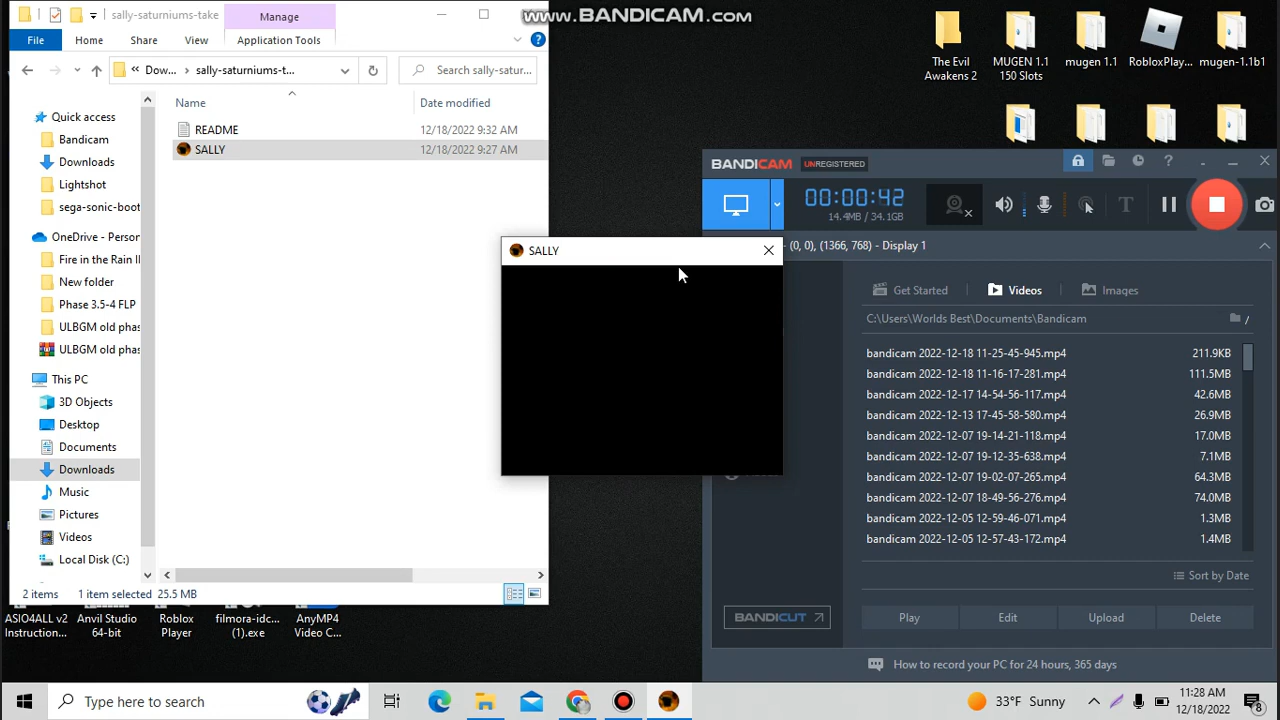 sally-saturniums-take
Manage
www.BANDICAM.com
File
Home
Share
View
Application Tools
Dow...
sally-saturniums-t...
Search sally-satur...
Name
Date modified
README
12/18/2022 9:32 AM
SALLY
12/18/2022 9:27 AM
Quick access
Bandicam
Downloads
Lightshot
sega-sonic-boot
OneDrive - Person
Fire in the Rain II
New folder
Phase 3.5-4 FLP
ULBGM old phas
ULBGM old phas
This PC
3D Objects
Desktop
Documents
Downloads
Music
Pictures
Videos
Local Disk (C:)
2 items
1 item selected 25.5 MB
The Evil
Awakens 2
MUGEN 1.1
150 Slots
mugen 1.1
RobloxPlay...
mugen-1.1b1
BANDICAM
UNREGISTERED
00:00:42
14.4MB / 34.1GB
- (0, 0), (1366, 768) - Display 1
SALLY
Get Started
Videos
Images
C:\Users\Worlds Best\Documents\Bandicam
bandicam 2022-12-18 11-25-45-945.mp4
211.9KB
bandicam 2022-12-18 11-16-17-281.mp4
111.5MB
bandicam 2022-12-17 14-54-56-117.mp4
42.6MB
bandicam 2022-12-13 17-45-58-580.mp4
26.9MB
bandicam 2022-12-07 19-14-21-118.mp4
17.0MB
bandicam 2022-12-07 19-12-35-638.mp4
7.1MB
bandicam 2022-12-07 19-02-07-265.mp4
64.3MB
bandicam 2022-12-07 18-49-56-276.mp4
74.0MB
bandicam 2022-12-05 12-59-46-071.mp4
1.3MB
bandicam 2022-12-05 12-57-43-172.mp4
1.4MB
Sort by Date
BANDICUT
Play
Edit
Upload
Delete
How to record your PC for 24 hours, 365 days
ASIO4ALL v2
Instruction...
Anvil Studio
64-bit
Roblox
Player
filmora-idc...
(1).exe
AnyMP4
Video C...
Type here to search
33°F Sunny
11:28 AM
12/18/2022
8